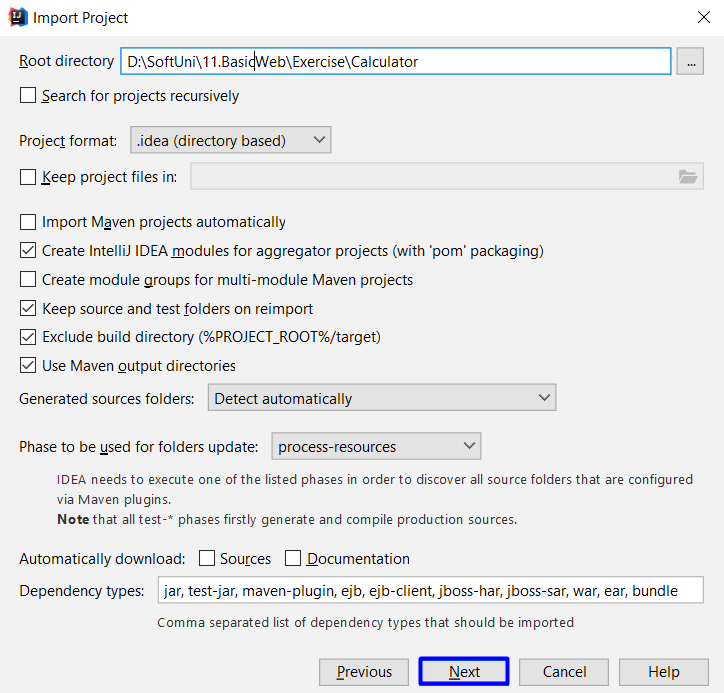 Import Project
Root directory D:\SoftUni\11.BasicWeb\Exercise\Calculator ...
Search for projects recursively
Project format: .idea (directory based)
Keep project files in:
Import Maven projects automatically
Create IntelliJ IDEA modules for aggregator projects (with 'pom' packaging)
Create module groups for multi-module Maven projects
Keep source and test folders on reimport
Exclude build directory (%PROJECT_ROOT%/target)
Use Maven output directories
Generated sources folders: Detect automatically
Phase to be used for folders update: process-resources
IDEA needs to execute one of the listed phases in order to discover all source folders that are configured
via Maven plugins.
Note that all test-* phases firstly generate and compile production sources.
Automatically download: Sources Documentation
Dependency types: jar, test-jar, maven-plugin, ejb, ejb-client, jboss-har, jboss-sar, war, ear, bundle
Comma separated list of dependency types that should be imported
Previous Next Cancel Help